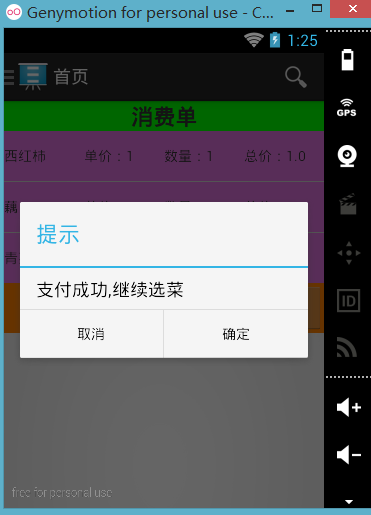 Genymotion for personal use - C...
1:25
首页
GPS
消费单
西红柿 单价：1 数量：1 总价：1.0
藕
青
提示
支付成功,继续选菜
取消 确定
ID
free for personal use